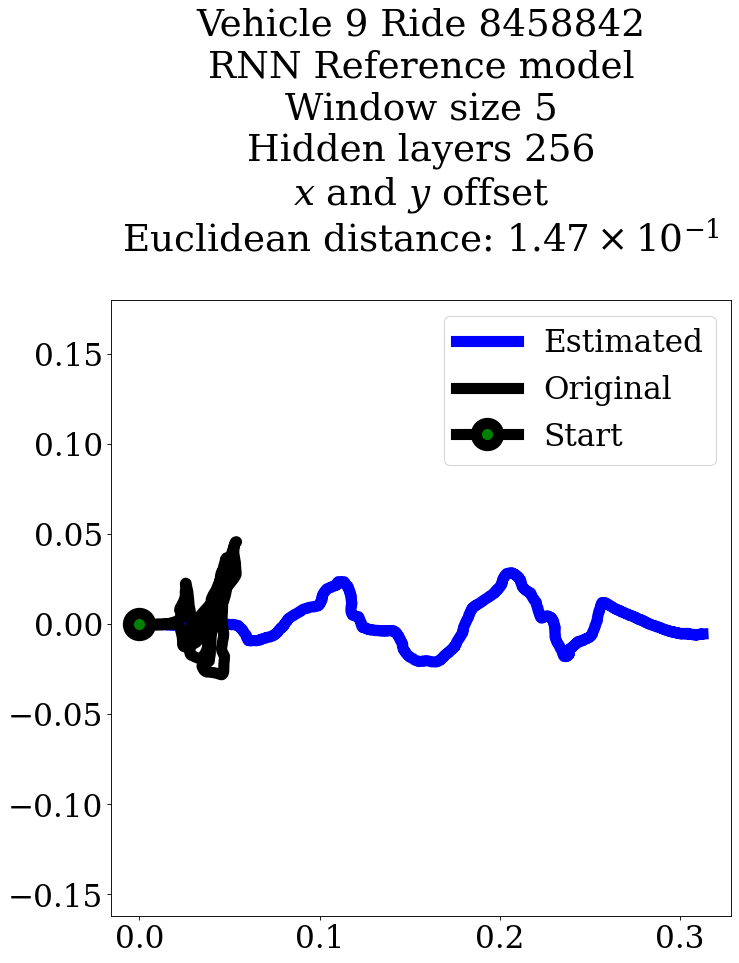 Vehicle 9 Ride 8458842
RNN Reference model
Window size 5
Hidden layers 256
x and y offset
Euclidean distance: 1.47 × 10⁻¹
Estimated
Original
Start
0.15
0.10
0.05
0.00
−0.05
−0.10
−0.15
0.0 0.1 0.2 0.3